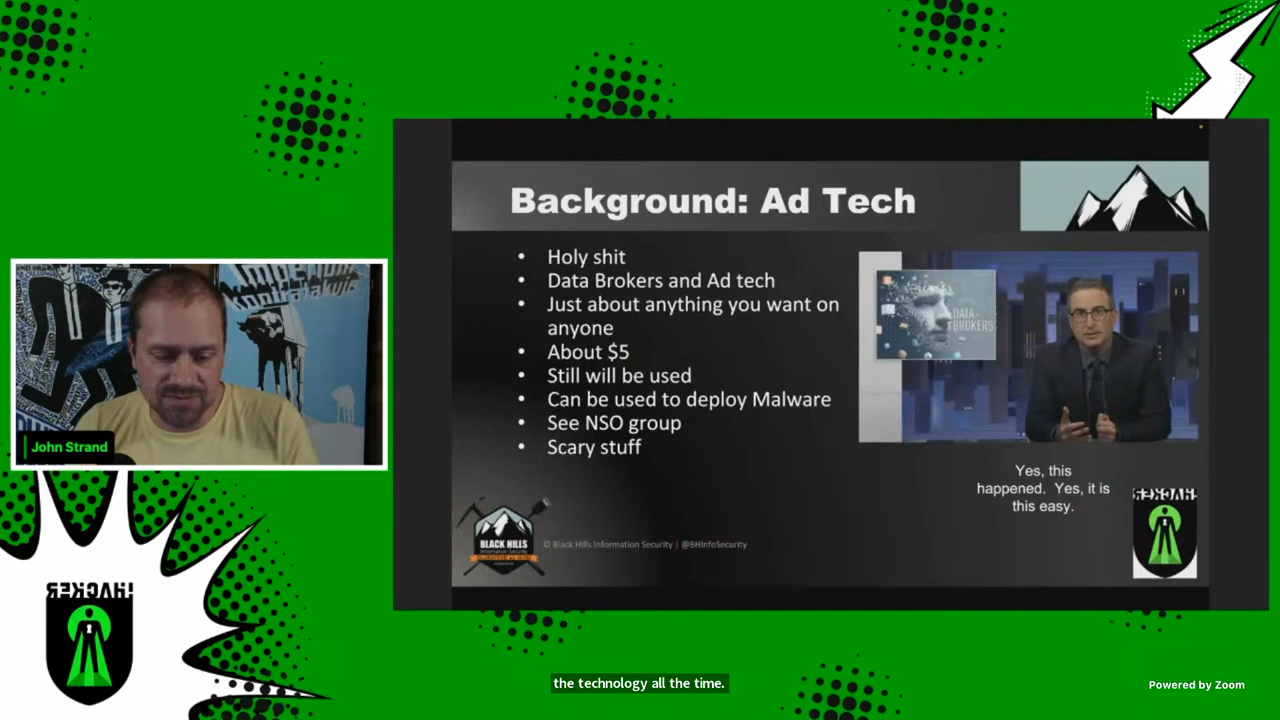 Background: Ad Tech
• Holy shit
• Data Brokers and Ad tech
• Just about anything you want on
anyone
• About $5
• Still will be used
• Can be used to deploy Malware
• See NSO group
• Scary stuff
DATA
BROKERS
Yes, this
happened. Yes, it is
this easy.
BLACK HILLS
Information Security
© Black Hills Information Security | @BHInfoSecurity
John Strand
the technology all the time.
Powered by Zoom